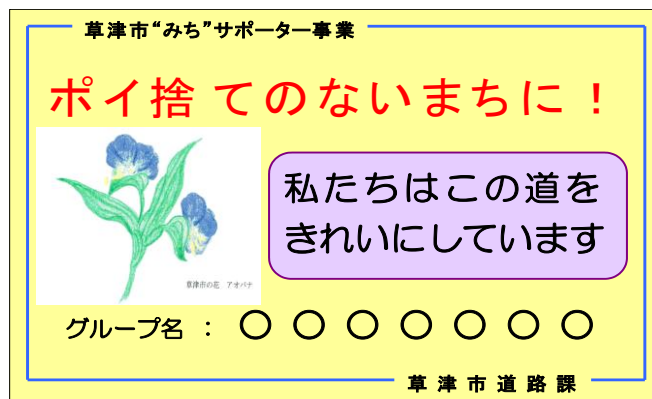 草津市“みち”サポーター事業
ポイ捨てのないまちに！
私たちはこの道を
きれいにしています
草津市の花　アオバナ
グループ名 ： 〇〇〇〇〇〇〇
草津市道路課